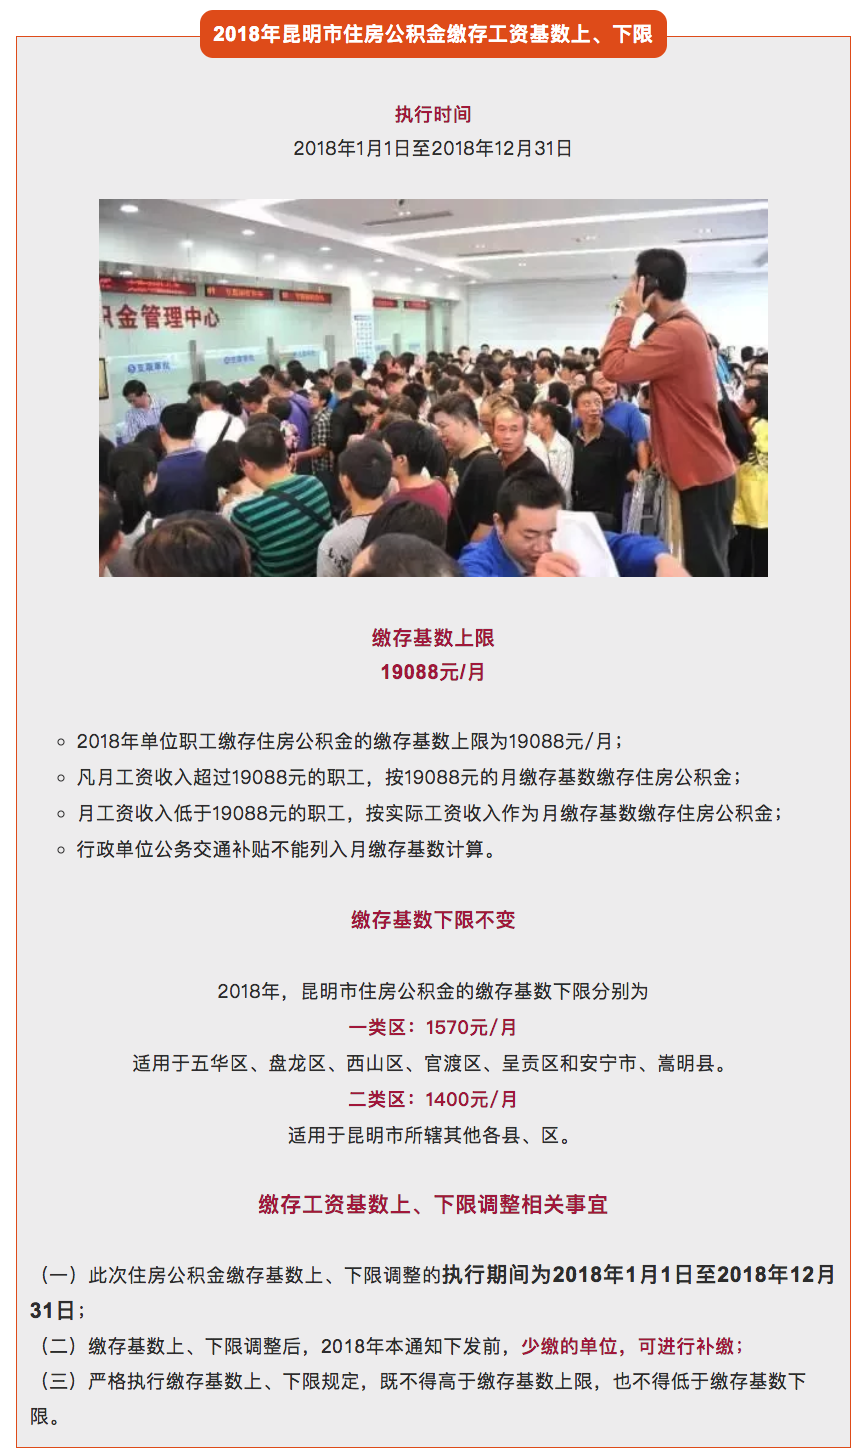 2018年昆明市住房公积金缴存工资基数上、下限
执行时间
2018年1月1日至2018年12月31日
积金管理中心
缴存基数上限
19088元/月
2018年单位职工缴存住房公积金的缴存基数上限为19088元/月；
凡月工资收入超过19088元的职工，按19088元的月缴存基数缴存住房公积金；
月工资收入低于19088元的职工，按实际工资收入作为月缴存基数缴存住房公积金；
行政单位公务交通补贴不能列入月缴存基数计算。
缴存基数下限不变
2018年，昆明市住房公积金的缴存基数下限分别为
一类区：1570元/月
适用于五华区、盘龙区、西山区、官渡区、呈贡区和安宁市、嵩明县。
二类区：1400元/月
适用于昆明市所辖其他各县、区。
缴存工资基数上、下限调整相关事宜
（一）此次住房公积金缴存基数上、下限调整的执行期间为2018年1月1日至2018年12月
31日；
（二）缴存基数上、下限调整后，2018年本通知下发前，少缴的单位，可进行补缴；
（三）严格执行缴存基数上、下限规定，既不得高于缴存基数上限，也不得低于缴存基数下
限。